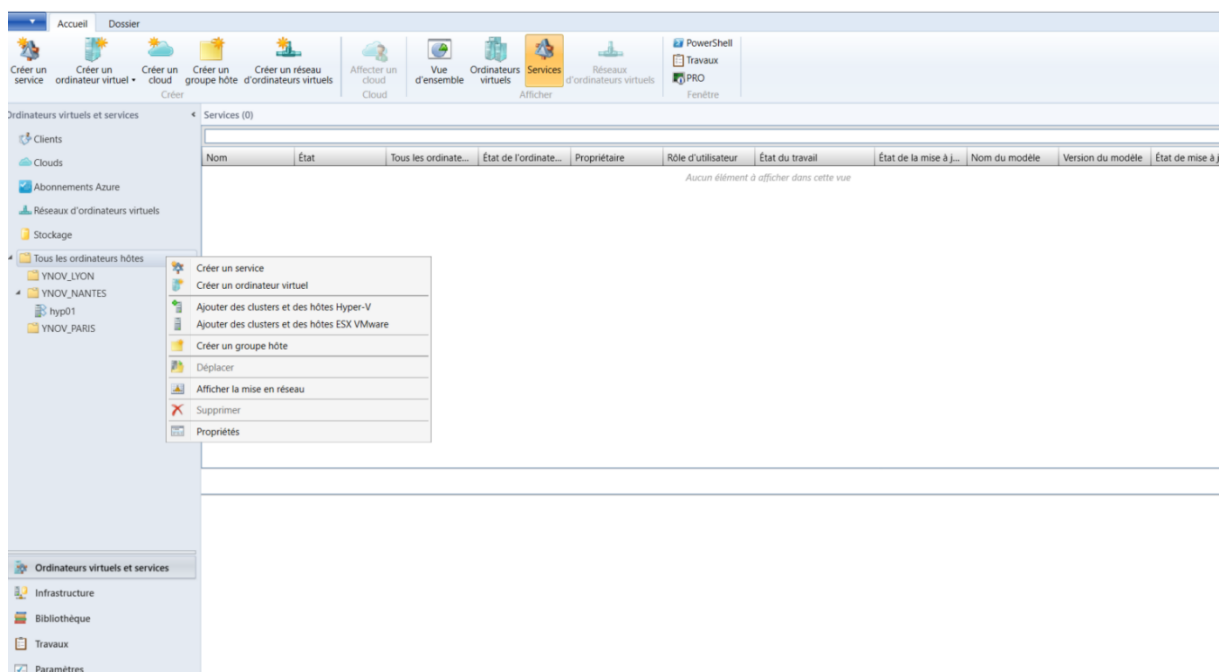 Accueil Dossier
Créer un service
Créer un ordinateur virtuel
Créer un cloud
Créer un groupe hôte
Créer un réseau d'ordinateurs virtuels
Affecter un cloud
Vue d'ensemble
Ordinateurs virtuels
Services
Réseaux d'ordinateurs virtuels
PowerShell
Travaux
PRO
Créer Cloud Afficher Fenêtre
Ordinateurs virtuels et services
Services (0)
Clients
Clouds
Abonnements Azure
Réseaux d'ordinateurs virtuels
Stockage
Tous les ordinateurs hôtes
YNOV_LYON
YNOV_NANTES
hyp01
YNOV_PARIS
Nom État Tous les ordinate... État de l'ordinate... Propriétaire Rôle d'utilisateur État du travail État de la mise à j... Nom du modèle Version du modèle État de mise à j
Aucun élément à afficher dans cette vue
Créer un service
Créer un ordinateur virtuel
Ajouter des clusters et des hôtes Hyper-V
Ajouter des clusters et des hôtes ESX VMware
Créer un groupe hôte
Déplacer
Afficher la mise en réseau
Supprimer
Propriétés
Ordinateurs virtuels et services
Infrastructure
Bibliothèque
Travaux
Paramètres